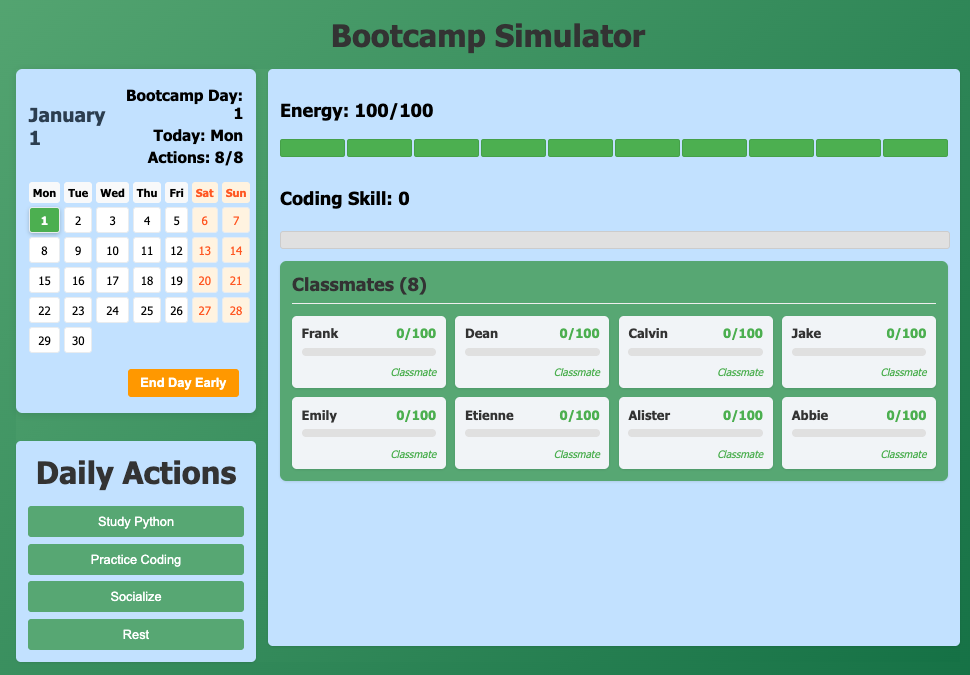 Bootcamp Simulator
January
1
Bootcamp Day:
1
Today: Mon
Actions: 8/8
Mon Tue Wed Thu Fri Sat Sun
1 2 3 4 5 6 7
8 9 10 11 12 13 14
15 16 17 18 19 20 21
22 23 24 25 26 27 28
29 30
End Day Early
Daily Actions
Study Python
Practice Coding
Socialize
Rest
Energy: 100/100
Coding Skill: 0
Classmates (8)
Frank 0/100
Classmate
Dean 0/100
Classmate
Calvin 0/100
Classmate
Jake 0/100
Classmate
Emily 0/100
Classmate
Etienne 0/100
Classmate
Alister 0/100
Classmate
Abbie 0/100
Classmate